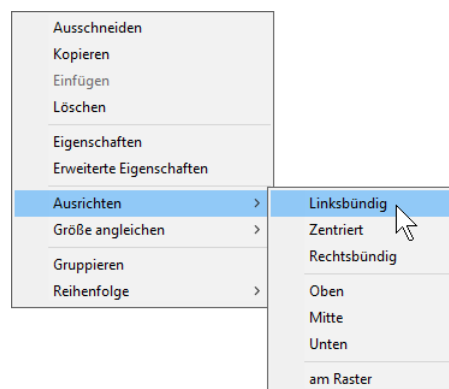 Ausschneiden
Kopieren
Einfügen
Löschen
Eigenschaften
Erweiterte Eigenschaften
Ausrichten
Größe angleichen
Gruppieren
Reihenfolge
Linksbündig
Zentriert
Rechtsbündig
Oben
Mitte
Unten
am Raster